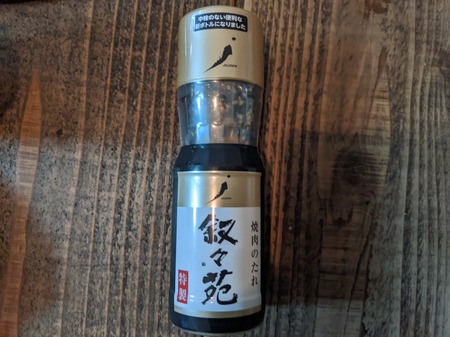 中栓のない便利な
新ボトルになりました
JOJOEN
焼肉のたれ
叙々苑
特製